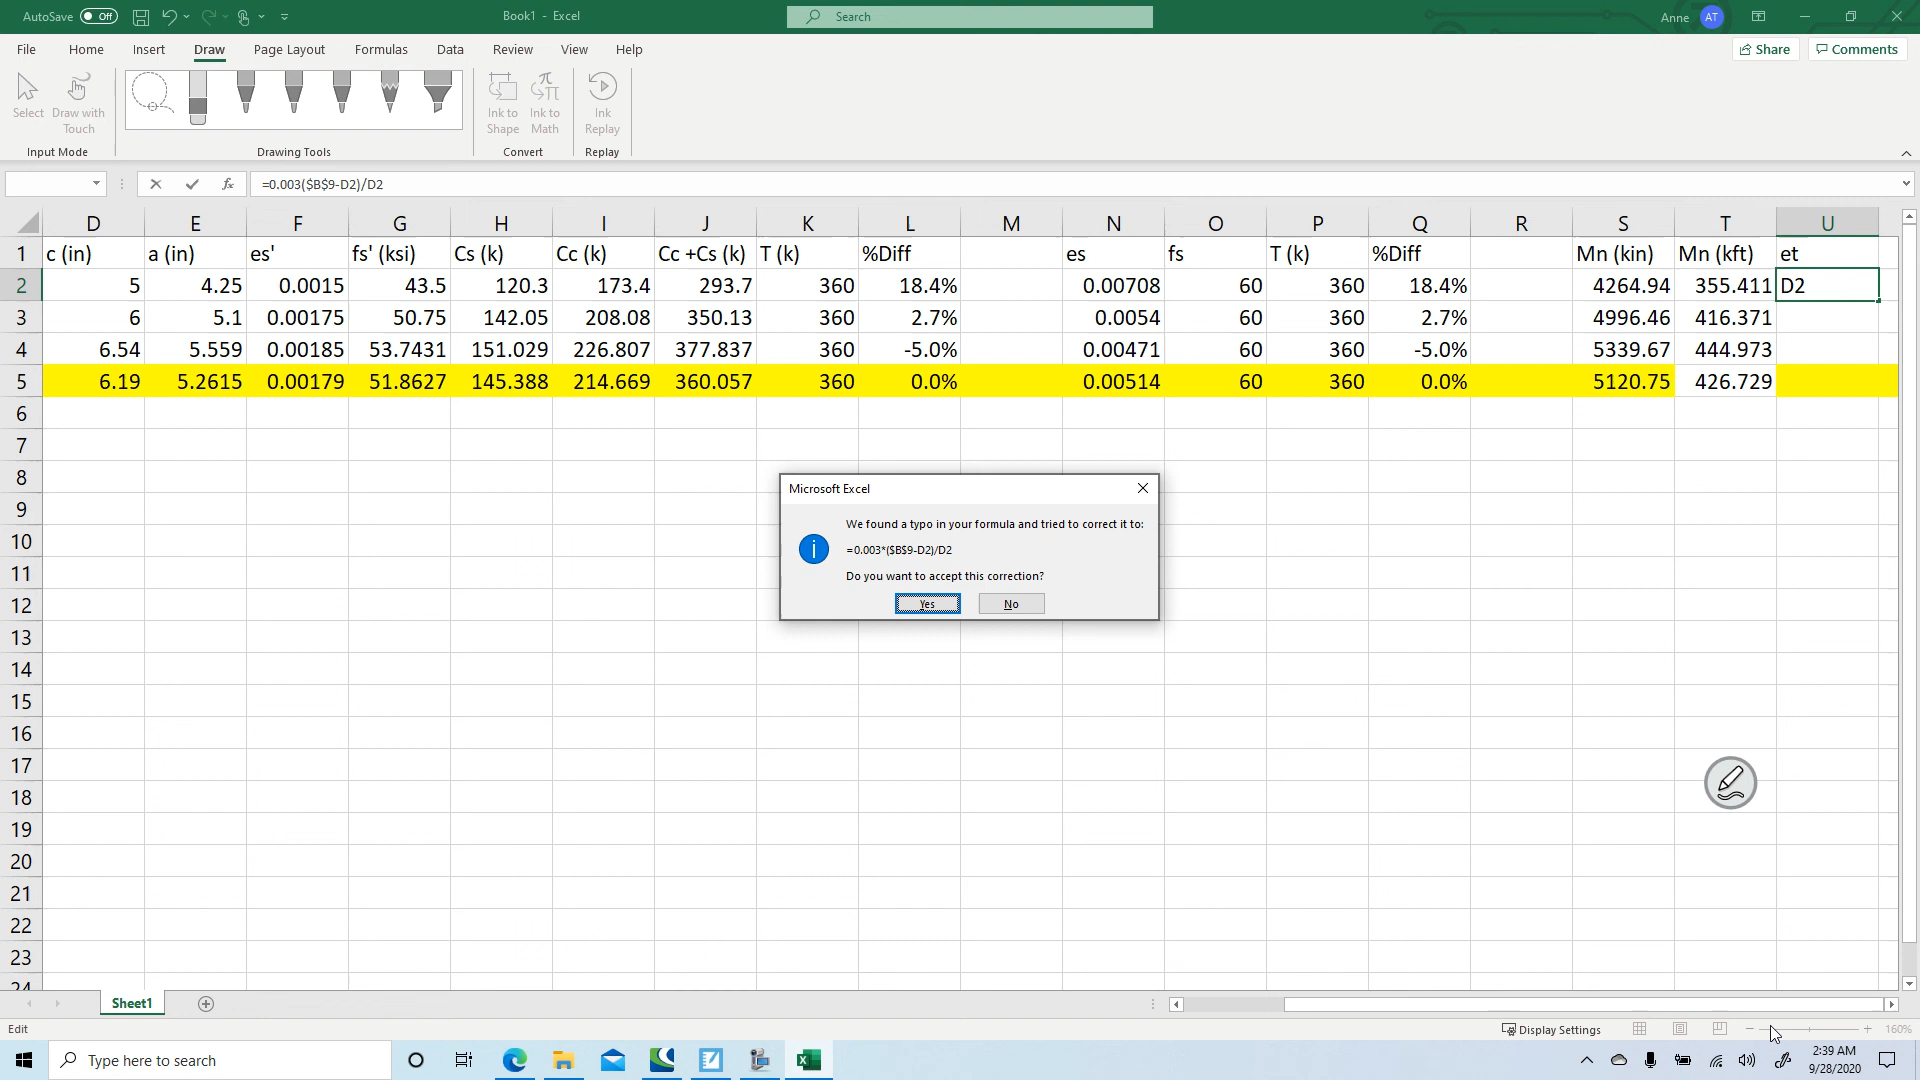 AutoSave Off Book1 - Excel Search Anne AT
File Home Insert Draw Page Layout Formulas Data Review View Help Share Comments
Select Draw with Touch Ink to Shape Ink to Math Ink Replay
Input Mode Drawing Tools Convert Replay
fx =0.003($B$9-D2)/D2
D E F G H I J K L M N O P Q R S T U
1 c (in) a (in) es' fs' (ksi) Cs (k) Cc (k) Cc +Cs (k) T (k) %Diff es fs T (k) %Diff Mn (kin) Mn (kft) et
2 5 4.25 0.0015 43.5 120.3 173.4 293.7 360 18.4% 0.00708 60 360 18.4% 4264.94 355.411 D2
3 6 5.1 0.00175 50.75 142.05 208.08 350.13 360 2.7% 0.0054 60 360 2.7% 4996.46 416.371
4 6.54 5.559 0.00185 53.7431 151.029 226.807 377.837 360 -5.0% 0.00471 60 360 -5.0% 5339.67 444.973
5 6.19 5.2615 0.00179 51.8627 145.388 214.669 360.057 360 0.0% 0.00514 60 360 0.0% 5120.75 426.729
6
7
8
Microsoft Excel
9
We found a typo in your formula and tried to correct it to:
10
=0.003*($B$9-D2)/D2
11
Do you want to accept this correction?
12
Yes No
13
14
15
16
17
18
19
20
21
22
23
24
Sheet1
Edit Display Settings 160%
Type here to search 2:39 AM
9/28/2020